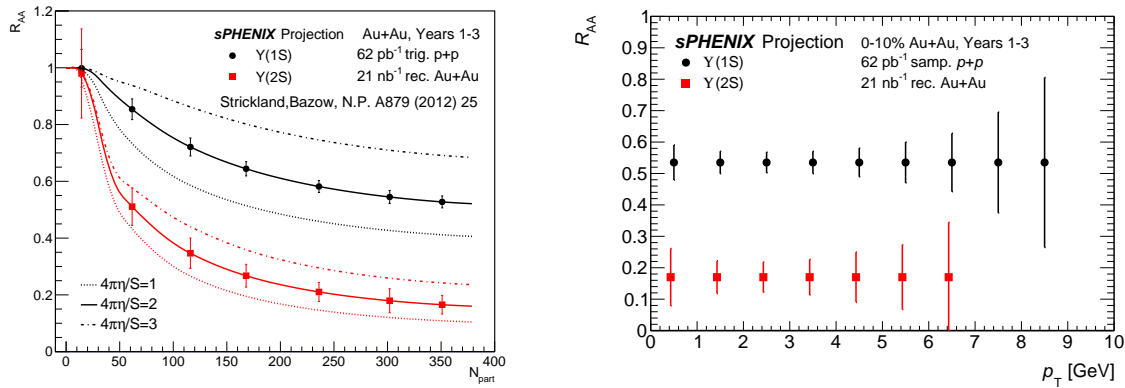 R_AA
1.2
1
0.8
0.6
0.4
0.2
0
sPHENIX Projection Au+Au, Years 1-3
ϒ(1S) 62 pb⁻¹ trig. p+p
ϒ(2S) 21 nb⁻¹ rec. Au+Au
Strickland,Bazow, N.P. A879 (2012) 25
4πη/S=1
4πη/S=2
4πη/S=3
0 50 100 150 200 250 300 350 400
N_part
R_AA
1
0.9
0.8
0.7
0.6
0.5
0.4
0.3
0.2
0.1
0
sPHENIX Projection 0-10% Au+Au, Years 1-3
ϒ(1S) 62 pb⁻¹ samp. p+p
ϒ(2S) 21 nb⁻¹ rec. Au+Au
0 1 2 3 4 5 6 7 8 9 10
p_T [GeV]